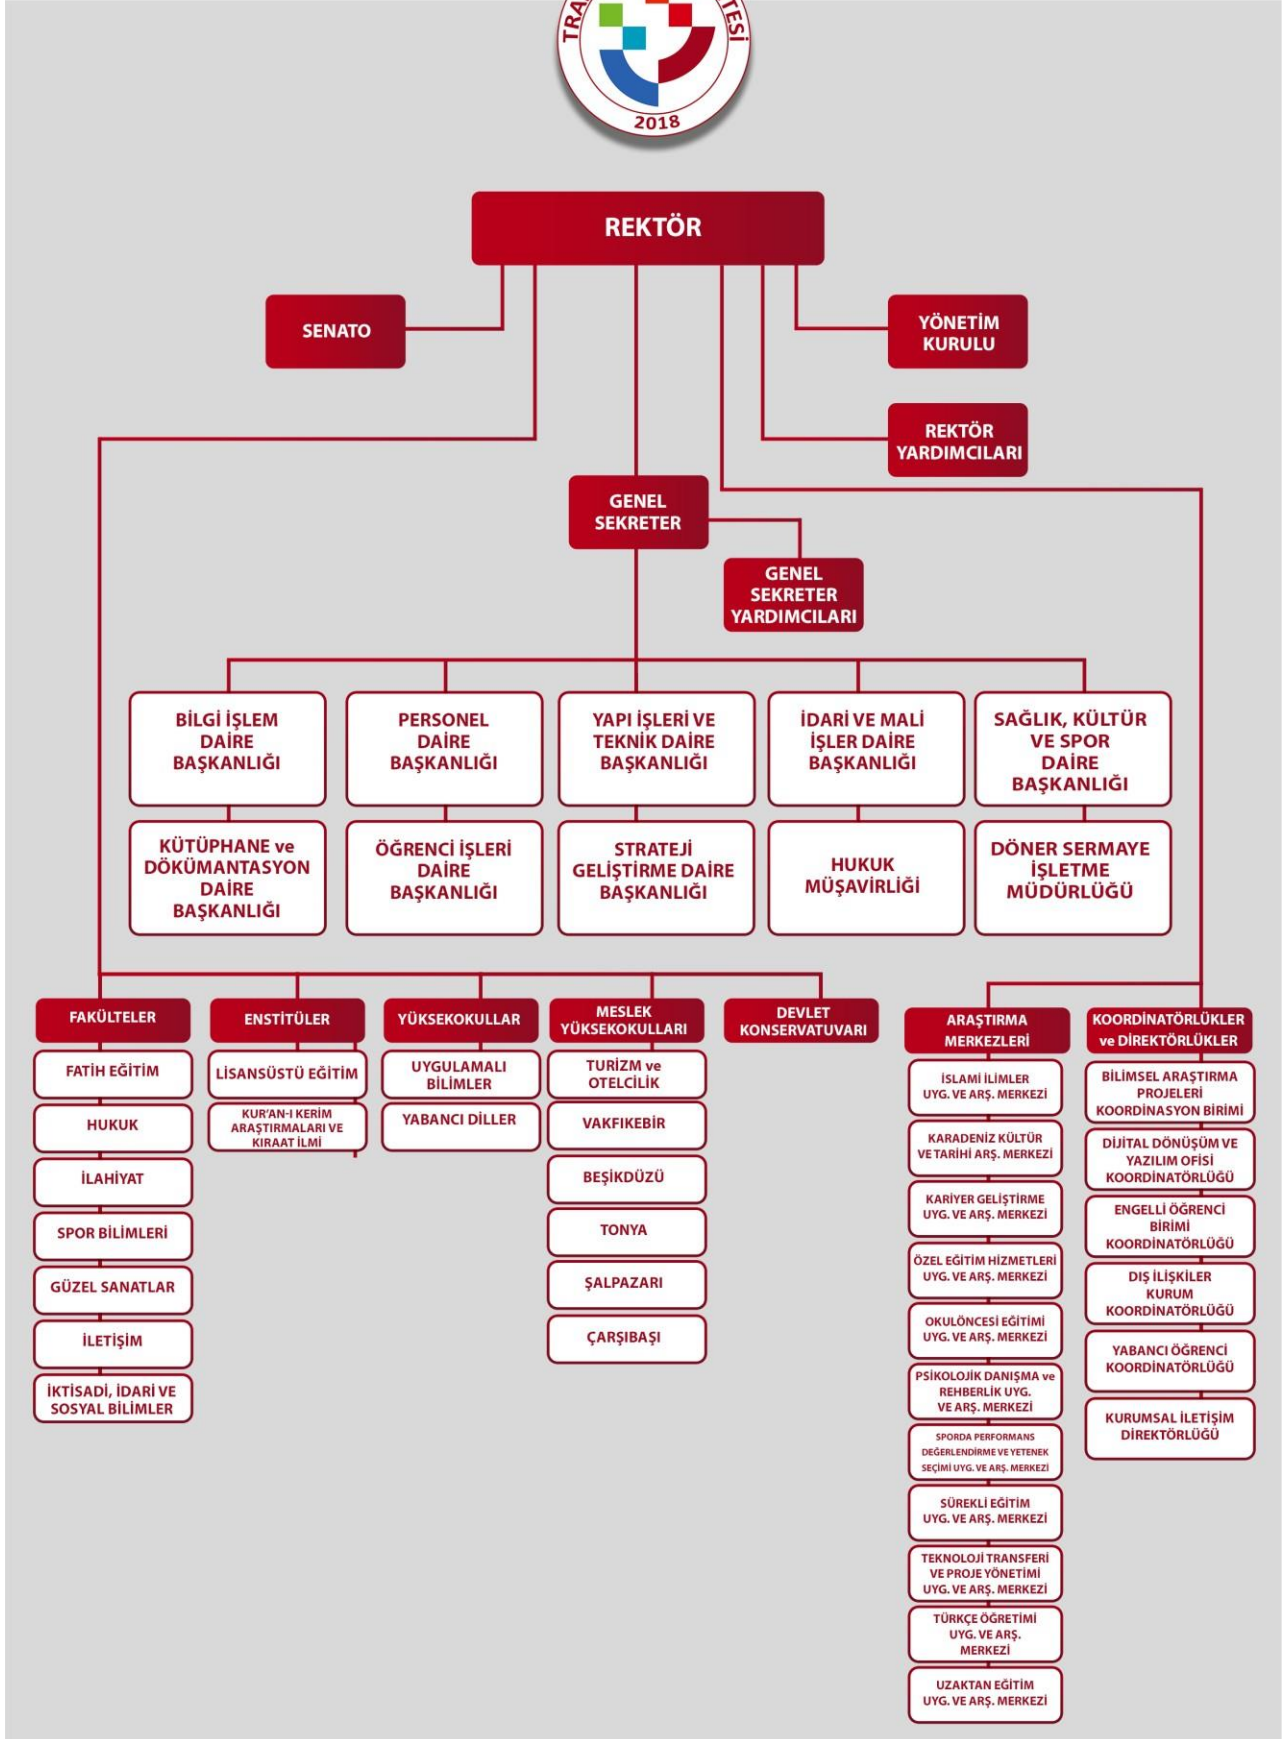 2018
REKTÖR
SENATO
YÖNETİM
KURULU
REKTÖR
YARDIMCILARI
GENEL
SEKRETER
GENEL
SEKRETER
YARDIMCILARI
BİLGİ İŞLEM
DAİRE
BAŞKANLIĞI
PERSONEL
DAİRE
BAŞKANLIĞI
YAPI İŞLERİ VE
TEKNİK DAİRE
BAŞKANLIĞI
İDARİ VE MALİ
İŞLER DAİRE
BAŞKANLIĞI
SAĞLIK, KÜLTÜR
VE SPOR
DAİRE
BAŞKANLIĞI
KÜTÜPHANE ve
DÖKÜMANTASYON
DAİRE
BAŞKANLIĞI
ÖĞRENCİ İŞLERİ
DAİRE
BAŞKANLIĞI
STRATEJİ
GELİŞTİRME DAİRE
BAŞKANLIĞI
HUKUK
MÜŞAVİRLİĞİ
DÖNER SERMAYE
İŞLETME
MÜDÜRLÜĞÜ
FAKÜLTELER
FATİH EĞİTİM
HUKUK
İLAHİYAT
SPOR BİLİMLERİ
GÜZEL SANATLAR
İLETİŞİM
İKTİSADİ, İDARİ VE
SOSYAL BİLİMLER
ENSTİTÜLER
LİSANSÜSTÜ EĞİTİM
KUR'AN-I KERİM
ARAŞTIRMALARI VE
KIRAAT İLMİ
YÜKSEKOKULLAR
UYGULAMALI
BİLİMLER
YABANCI DİLLER
MESLEK
YÜKSEKOKULLARI
TURİZM ve
OTELCİLİK
VAKFIKEBİR
BEŞİKDÜZÜ
TONYA
ŞALPAZARI
ÇARŞIBAŞI
DEVLET
KONSERVATUVARI
ARAŞTIRMA
MERKEZLERİ
İSLAMİ İLİMLER
UYG. VE ARŞ. MERKEZİ
KARADENİZ KÜLTÜR
VE TARİHİ ARŞ. MERKEZİ
KARİYER GELİŞTİRME
UYG. VE ARŞ. MERKEZİ
ÖZEL EĞİTİM HİZMETLERİ
UYG. VE ARŞ. MERKEZİ
OKULÖNCESİ EĞİTİMİ
UYG. VE ARŞ. MERKEZİ
PSİKOLOJİK DANIŞMA ve
REHBERLİK UYG.
VE ARŞ. MERKEZİ
SPORDA PERFORMANS
DEĞERLENDİRME VE YETENEK
SEÇİMİ UYG. VE ARŞ. MERKEZİ
SÜREKLİ EĞİTİM
UYG. VE ARŞ. MERKEZİ
TEKNOLOJİ TRANSFERİ
VE PROJE YÖNETİMİ
UYG. VE ARŞ. MERKEZİ
TÜRKÇE ÖĞRETİMİ
UYG. VE ARŞ.
MERKEZİ
UZAKTAN EĞİTİM
UYG. VE ARŞ. MERKEZİ
KOORDİNATÖRLÜKLER
ve DİREKTÖRLÜKLER
BİLİMSEL ARAŞTIRMA
PROJELERİ
KOORDİNASYON BİRİMİ
DİJİTAL DÖNÜŞÜM VE
YAZILIM OFİSİ
KOORDİNATÖRLÜĞÜ
ENGELLİ ÖĞRENCİ
BİRİMİ
KOORDİNATÖRLÜĞÜ
DIŞ İLİŞKİLER
KURUM
KOORDİNATÖRLÜĞÜ
YABANCI ÖĞRENCİ
KOORDİNATÖRLÜĞÜ
KURUMSAL İLETİŞİM
DİREKTÖRLÜĞÜ